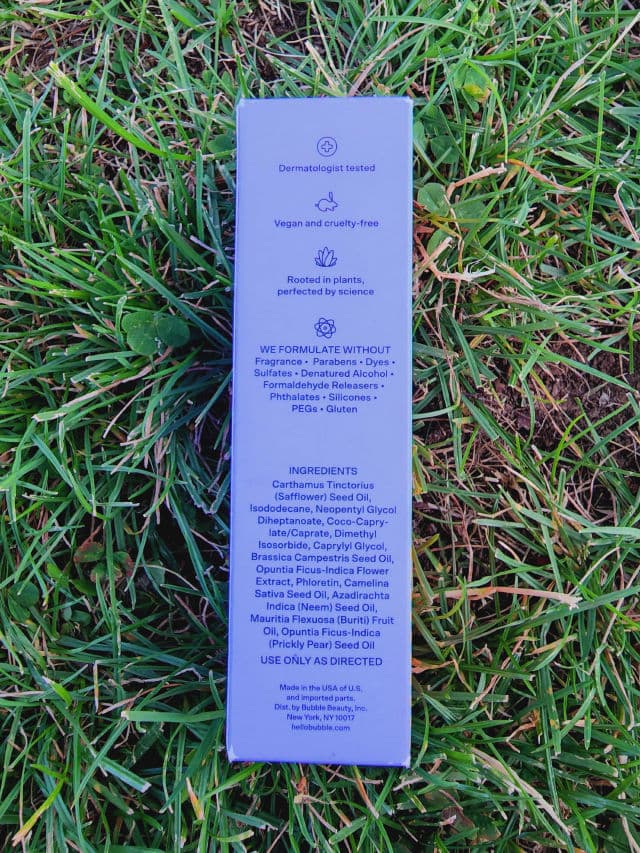 Dermatologist tested
Vegan and cruelty-free
Rooted in plants,
perfected by science
WE FORMULATE WITHOUT
Fragrance • Parabens • Dyes •
Sulfates • Denatured Alcohol •
Formaldehyde Releasers •
Phthalates • Silicones •
PEGs • Gluten
INGREDIENTS
Carthamus Tinctorius
(Safflower) Seed Oil,
Isododecane, Neopentyl Glycol
Diheptanoate, Coco-Capry-
late/Caprate, Dimethyl
Isosorbide, Caprylyl Glycol,
Brassica Campestris Seed Oil,
Opuntia Ficus-Indica Flower
Extract, Phloretin, Camelina
Sativa Seed Oil, Azadirachta
Indica (Neem) Seed Oil,
Mauritia Flexuosa (Buriti) Fruit
Oil, Opuntia Ficus-Indica
(Prickly Pear) Seed Oil
USE ONLY AS DIRECTED
Made in the USA of U.S.
and imported parts.
Dist. by Bubble Beauty, Inc.
New York, NY 10017
hellobubble.com